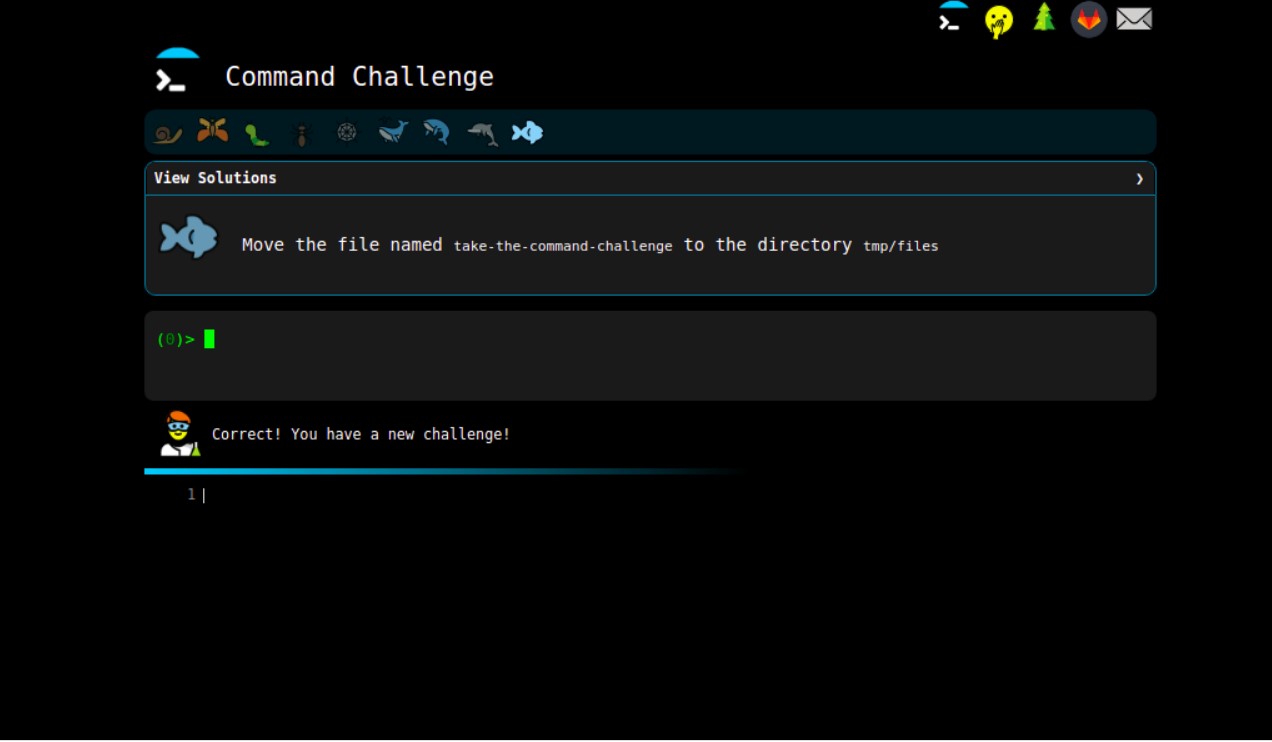 Command Challenge
View Solutions ❯
Move the file named take-the-command-challenge to the directory tmp/files
(0)>
Correct! You have a new challenge!
1